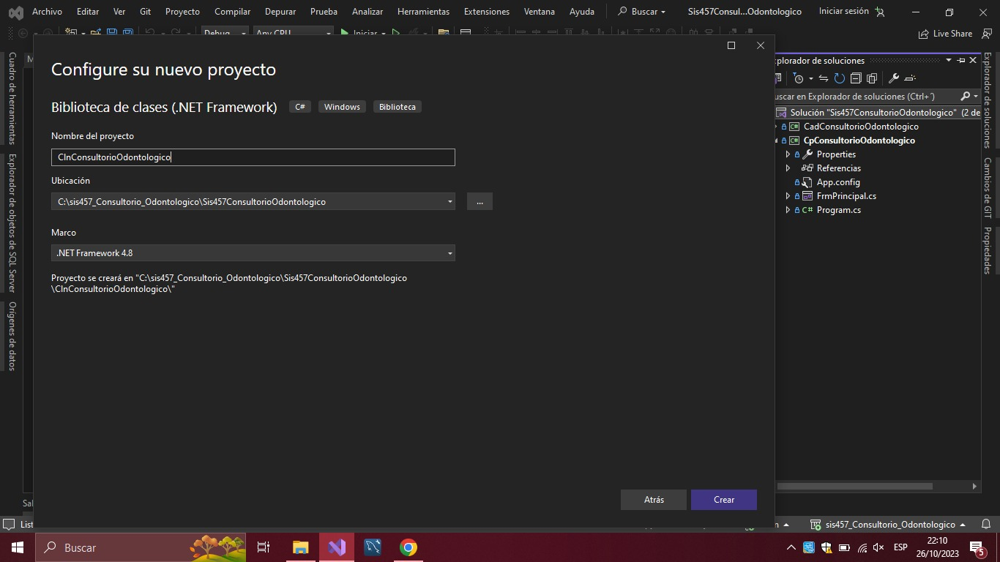 Archivo Editar Ver Git Proyecto Compilar Depurar Prueba Analizar Herramientas Extensiones Ventana Ayuda Buscar Sis457Consul...Odontologico Iniciar sesión
Debug Any CPU Iniciar Live Share
Cuadro de herramientas
Explorador de objetos de SQL Server
Orígenes de datos
Configure su nuevo proyecto
Biblioteca de clases (.NET Framework) C# Windows Biblioteca
Nombre del proyecto
ClnConsultorioOdontologico
Ubicación
C:\sis457_Consultorio_Odontologico\Sis457ConsultorioOdontologico
...
Marco
.NET Framework 4.8
Proyecto se creará en "C:\sis457_Consultorio_Odontologico\Sis457ConsultorioOdontologico
\ClnConsultorioOdontologico\"
Atrás Crear
plorador de soluciones
uscar en Explorador de soluciones (Ctrl+´)
Solución "Sis457ConsultorioOdontologico" (2 de
C# CadConsultorioOdontologico
C# CpConsultorioOdontologico
Properties
Referencias
App.config
FrmPrincipal.cs
C# Program.cs
Explorador de soluciones
Cambios de GIT
Propiedades
Sal
List
sis457_Consultorio_Odontologico
Buscar
ESP
22:10
26/10/2023
5